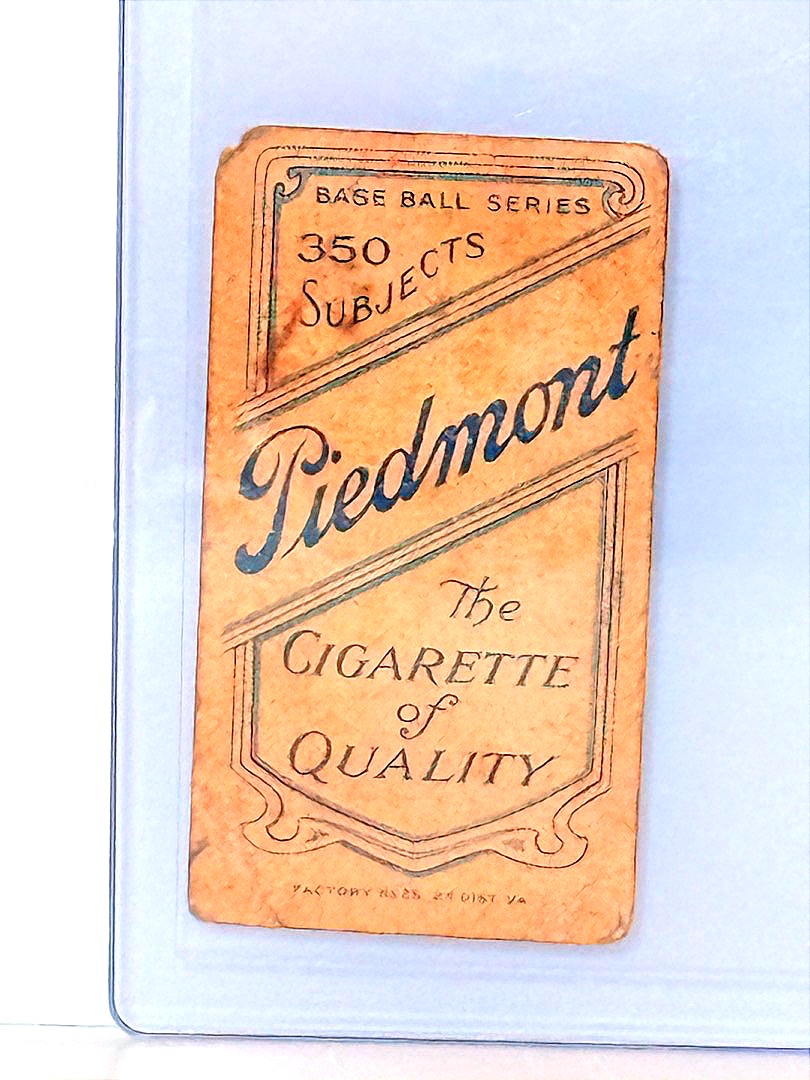 BASE BALL SERIES
350
SUBJECTS
Piedmont
The
CIGARETTE
of
QUALITY
FACTORY No 25 2d DIST VA